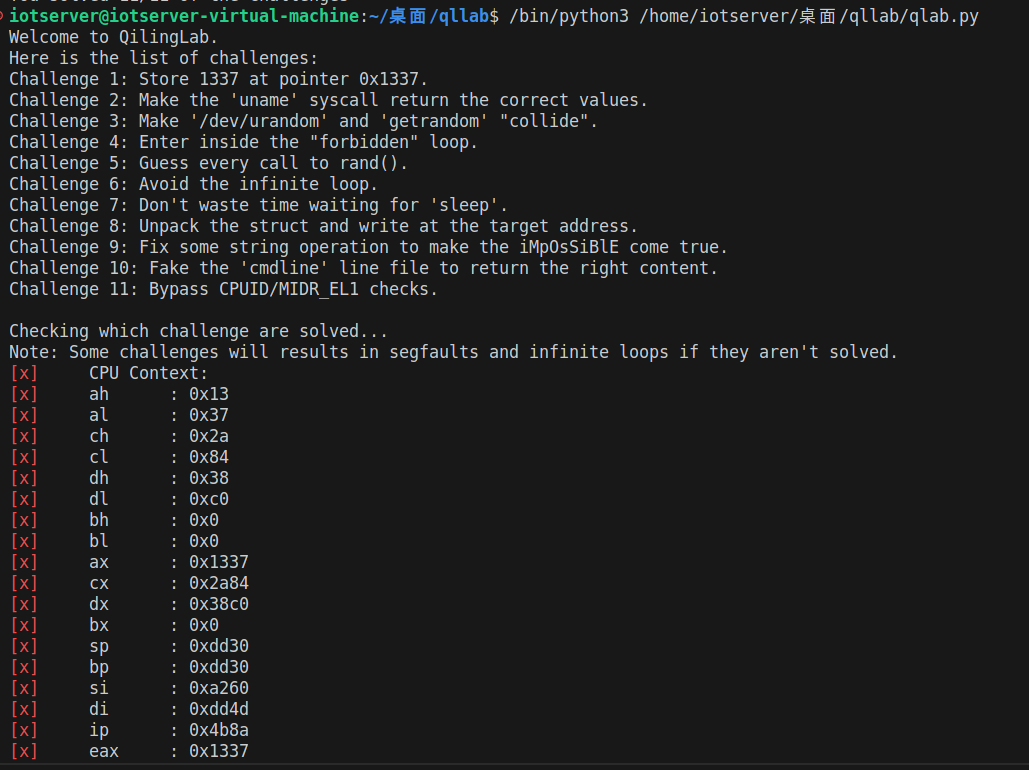 iotserver@iotserver-virtual-machine:~/桌面/qllab$ /bin/python3 /home/iotserver/桌面/qllab/qlab.py
Welcome to QilingLab.
Here is the list of challenges:
Challenge 1: Store 1337 at pointer 0x1337.
Challenge 2: Make the 'uname' syscall return the correct values.
Challenge 3: Make '/dev/urandom' and 'getrandom' "collide".
Challenge 4: Enter inside the "forbidden" loop.
Challenge 5: Guess every call to rand().
Challenge 6: Avoid the infinite loop.
Challenge 7: Don't waste time waiting for 'sleep'.
Challenge 8: Unpack the struct and write at the target address.
Challenge 9: Fix some string operation to make the iMpOsSiBlE come true.
Challenge 10: Fake the 'cmdline' line file to return the right content.
Challenge 11: Bypass CPUID/MIDR_EL1 checks.
Checking which challenge are solved...
Note: Some challenges will results in segfaults and infinite loops if they aren't solved.
[x] CPU Context:
[x] ah : 0x13
[x] al : 0x37
[x] ch : 0x2a
[x] cl : 0x84
[x] dh : 0x38
[x] dl : 0xc0
[x] bh : 0x0
[x] bl : 0x0
[x] ax : 0x1337
[x] cx : 0x2a84
[x] dx : 0x38c0
[x] bx : 0x0
[x] sp : 0xdd30
[x] bp : 0xdd30
[x] si : 0xa260
[x] di : 0xdd4d
[x] ip : 0x4b8a
[x] eax : 0x1337